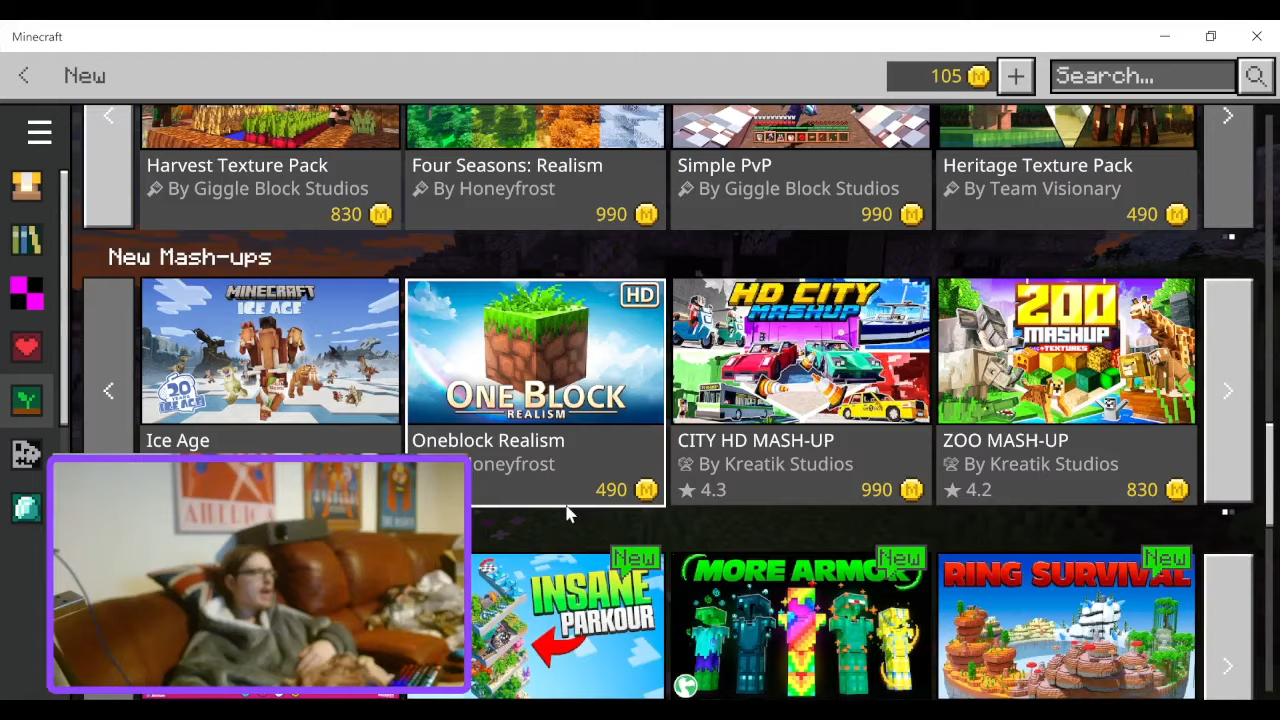 Minecraft
New
105
Search...
Harvest Texture Pack
By Giggle Block Studios
830
Four Seasons: Realism
By Honeyfrost
990
Simple PvP
By Giggle Block Studios
990
Heritage Texture Pack
By Team Visionary
490
New Mash-ups
MINECRAFT
ICE AGE
20
Ice Age
HD
ONE BLOCK
REALISM
Oneblock Realism
oneyfrost
490
HD CITY
MASHUP
CITY HD MASH-UP
By Kreatik Studios
4.3
990
ZOO
MASHUP
+TEXTURES
ZOO MASH-UP
By Kreatik Studios
4.2
830
New
INSANE
PARKOUR
New
MORE ARMOR
New
RING SURVIVAL
AMERICA